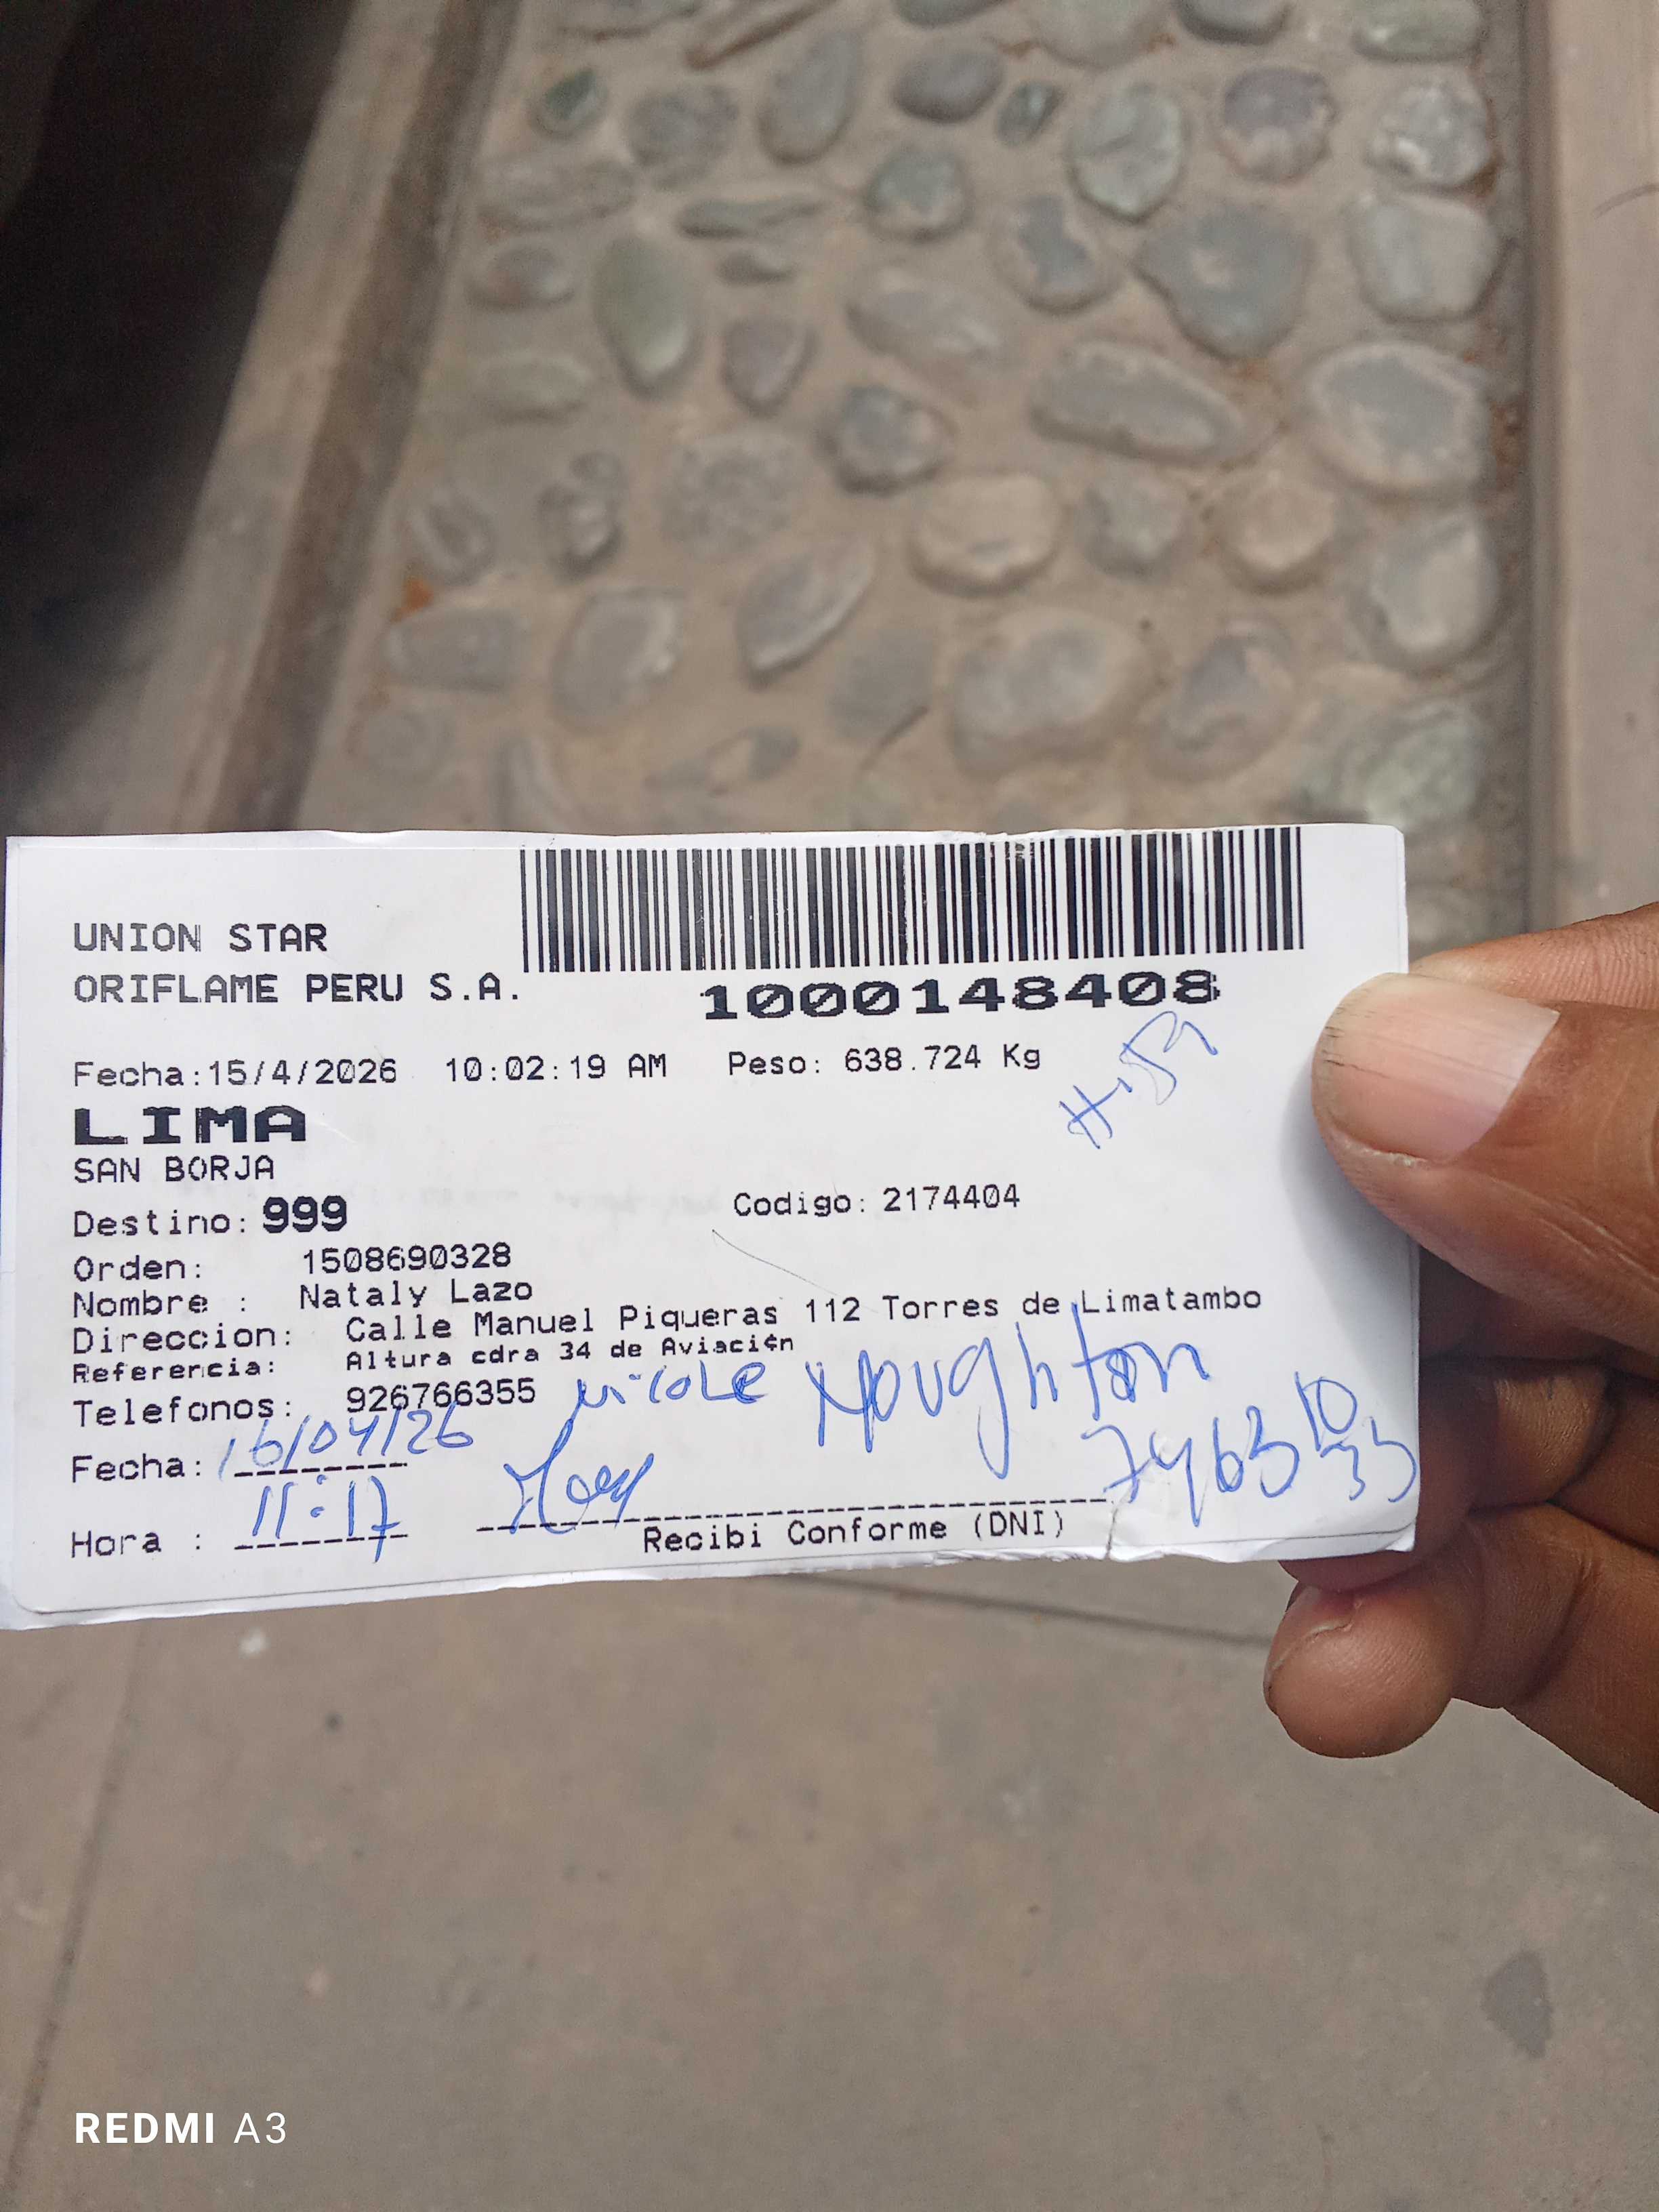 UNION STAR
ORIFLAME PERU S.A.
1000148408
Fecha:15/4/2026 10:02:19 AM Peso: 638.724 Kg
LIMA
SAN BORJA
Destino: 999 Codigo: 2174404
Orden: 1508690328
Nombre : Nataly Lazo
Direccion: Calle Manuel Piqueras 112 Torres de Limatambo
Referencia: Altura cdra 34 de Aviaci¢n
Telefonos: 926766355 Nicole Houghton
Fecha: 16/04/26 7463
Hora : 11:17
Recibi Conforme (DNI)
REDMI A3